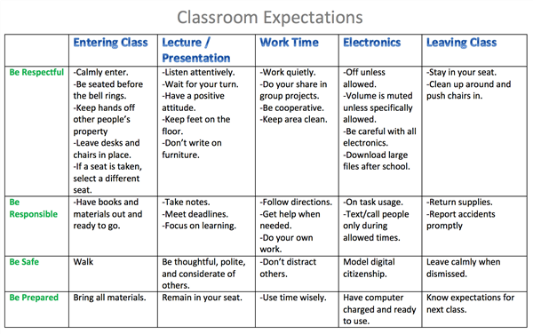 Classroom Expectations
Entering Class
Lecture /
Presentation
Work Time
Electronics
Leaving Class
Be Respectful
-Calmly enter.
-Be seated before
the bell rings.
-Keep hands off
other people's
property
-Leave desks and
chairs in place.
-If a seat is taken,
select a different
seat.
-Listen attentively.
-Wait for your turn.
-Have a positive
attitude.
-Keep feet on the
floor.
-Don't write on
furniture.
-Work quietly.
-Do your share in
group projects.
-Be cooperative.
-Keep area clean.
-Off unless
allowed.
-Volume is muted
unless specifically
allowed.
-Be careful with all
electronics.
-Download large
files after school.
-Stay in your seat.
-Clean up around and
push chairs in.
Be
Responsible
-Have books and
materials out and
ready to go.
-Take notes.
-Meet deadlines.
-Focus on learning.
-Follow directions.
-Get help when
needed.
-Do your own
work.
-On task usage.
-Text/call people
only during
allowed times.
-Return supplies.
-Report accidents
promptly
Be Safe
Walk
Be thoughtful, polite,
and considerate of
others.
-Don't distract
others.
Model digital
citizenship.
Leave calmly when
dismissed.
Be Prepared
Bring all materials.
Remain in your seat.
-Use time wisely.
Have computer
charged and ready
to use.
Know expectations for
next class.